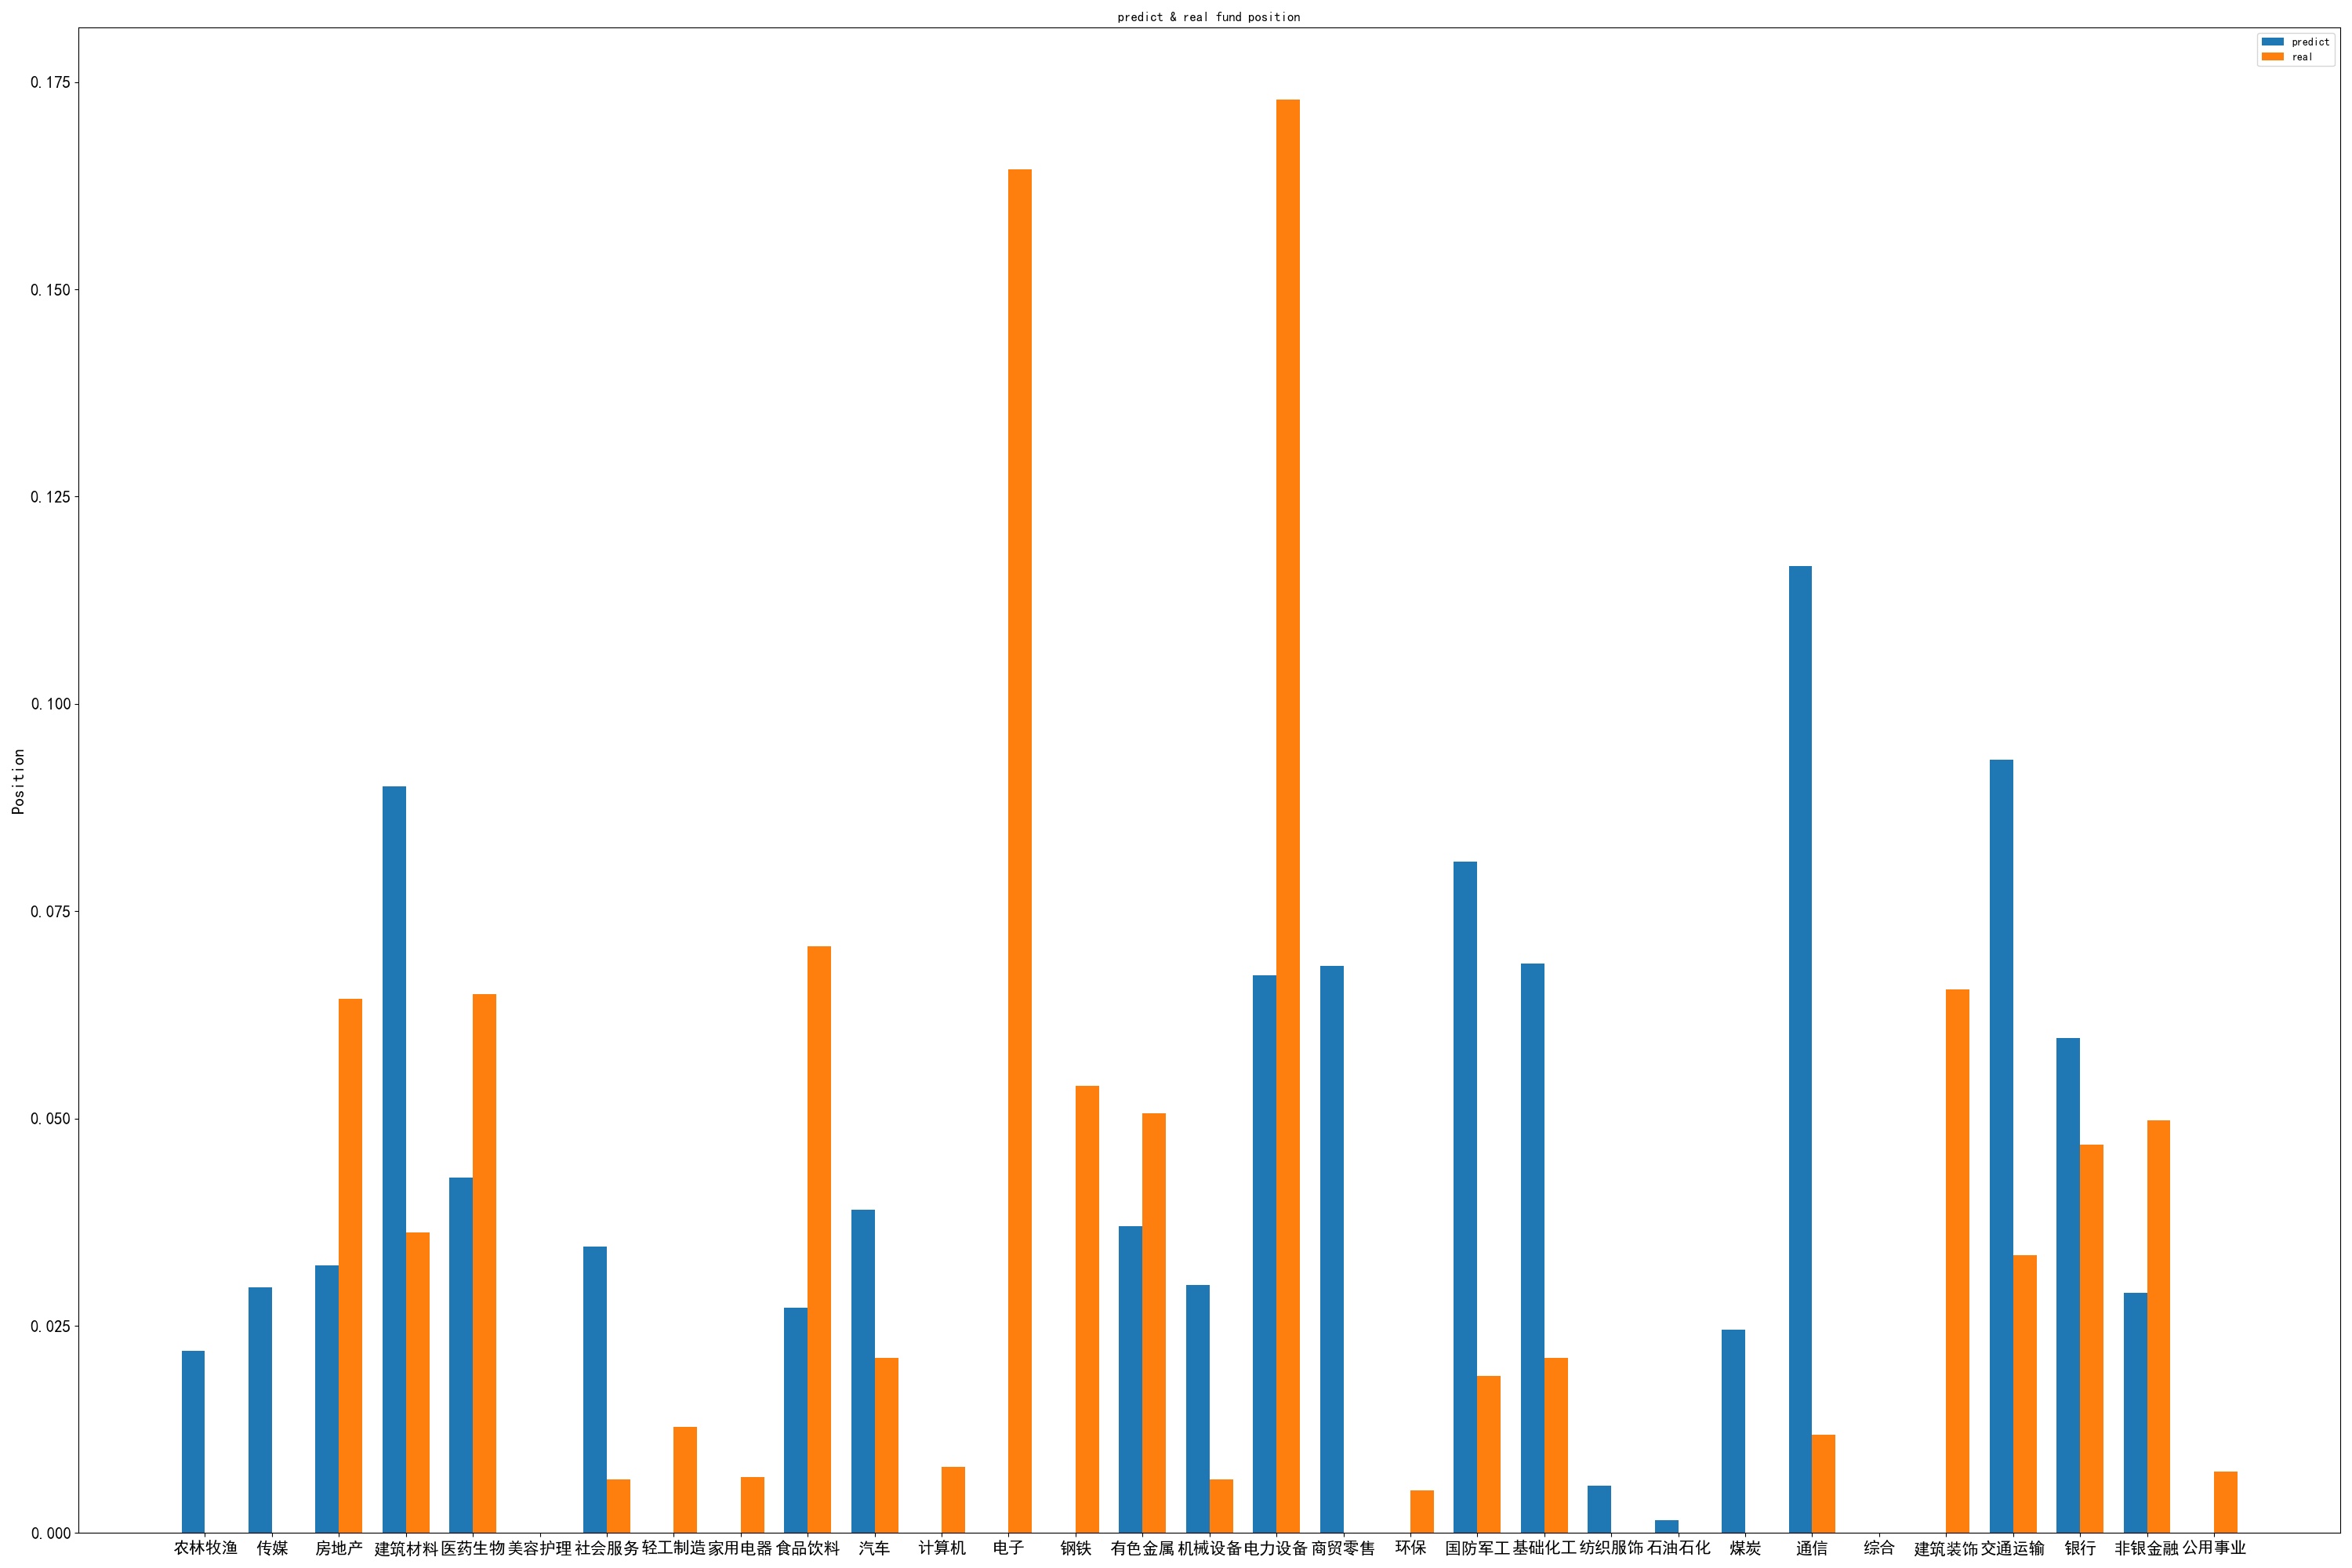 predict & real fund position
predict
real
Position
0.175
0.150
0.125
0.100
0.075
0.050
0.025
0.000
农林牧渔 传媒 房地产 建筑材料 医药生物 美容护理 社会服务 轻工制造 家用电器 食品饮料 汽车 计算机 电子 钢铁 有色金属 机械设备 电力设备 商贸零售 环保 国防军工 基础化工 纺织服饰 石油石化 煤炭 通信 综合 建筑装饰 交通运输 银行 非银金融 公用事业